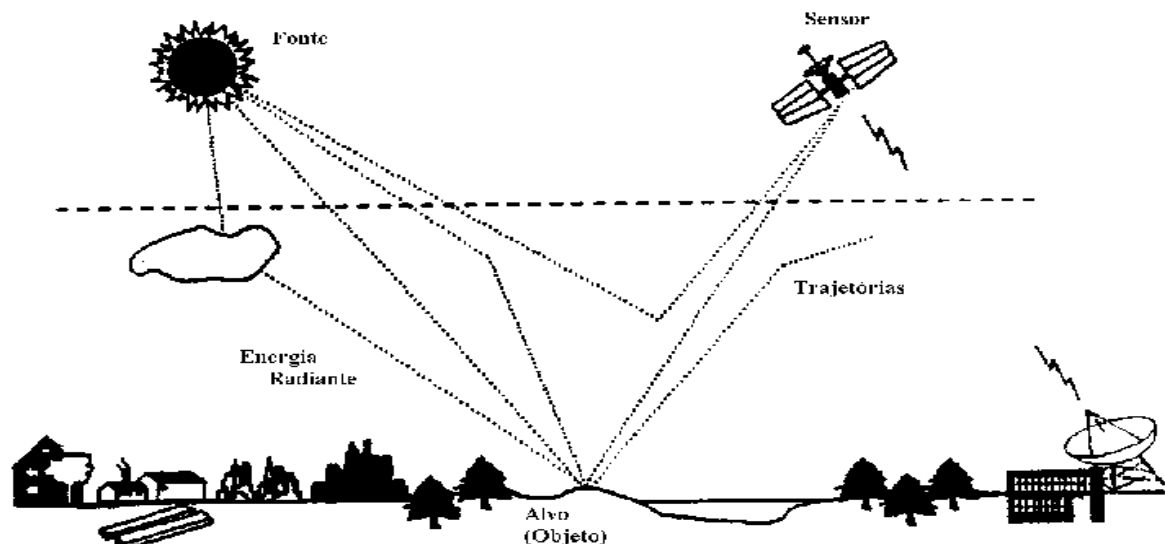 Fonte
Sensor
Trajetórias
Energia
Radiante
Alvo
(Objeto)